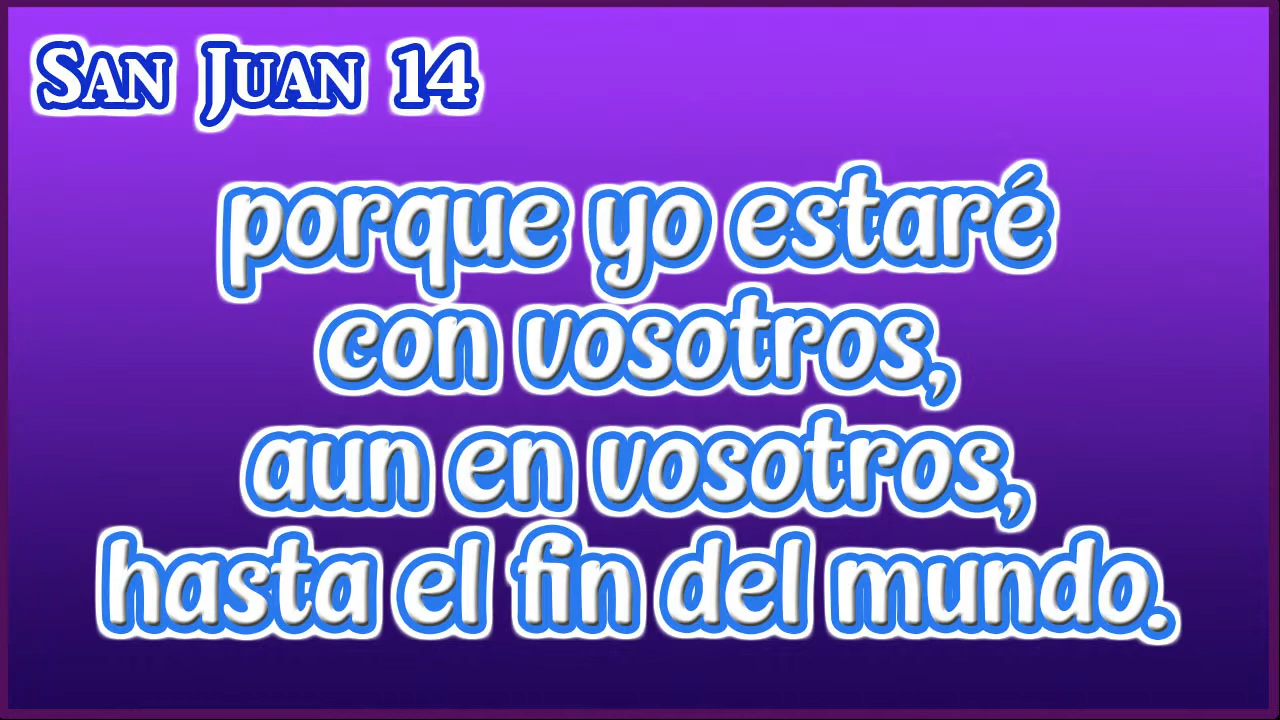 San Juan 14
porque yo estaré
con vosotros,
aun en vosotros,
hasta el fin del mundo.